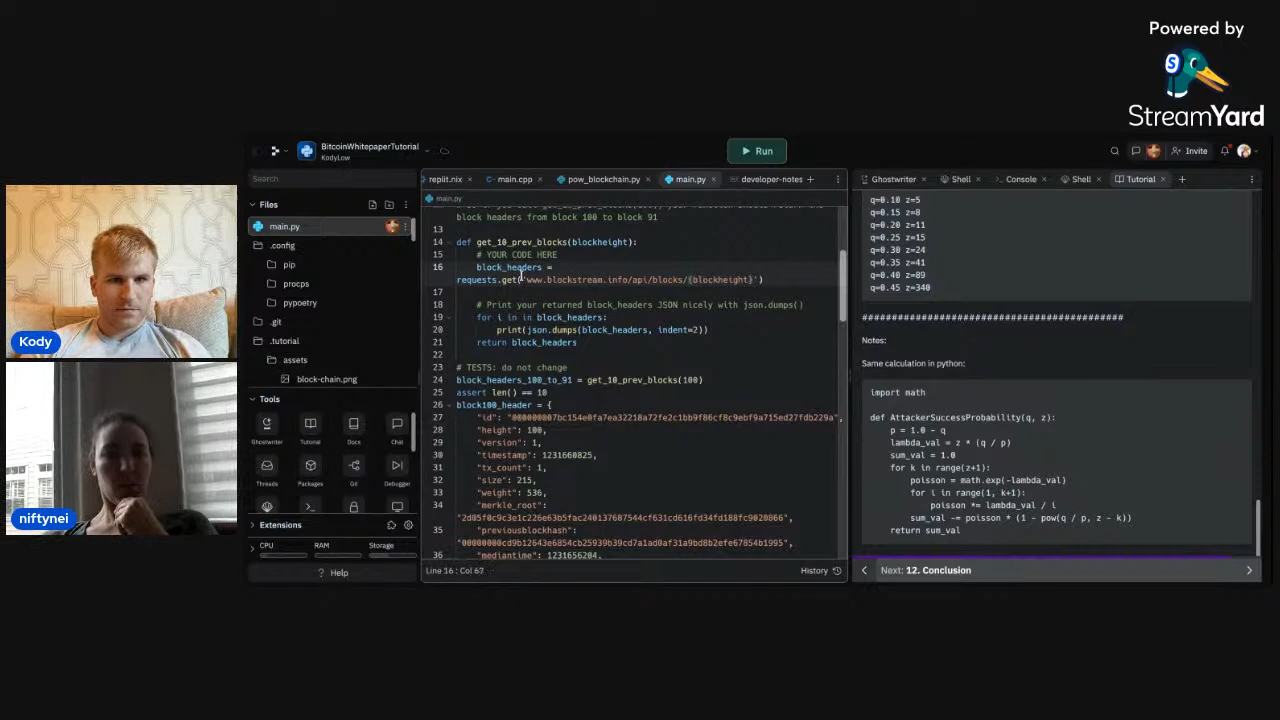 Powered by
S
StreamYard
BitcoinWhitepaperTutorial
KodyLow
Run
Invite
Search
Files
main.py
.config
pip
procps
pypoetry
.git
.tutorial
assets
block-chain.png
Tools
Ghostwriter
Tutorial
Docs
Chat
Threads
Packages
Git
Debugger
Extensions
CPU
RAM
Storage
Help
replit.nix
main.cpp
pow_blockchain.py
main.py
developer-notes
main.py
block headers from block 100 to block 91
13
14 def get_10_prev_blocks(blockheight):
15 # YOUR CODE HERE
16 block_headers =
requests.get('www.blockstream.info/api/blocks/{blockheight}')
17
18 # Print your returned block_headers JSON nicely with json.dumps()
19 for i in in block_headers:
20 print(json.dumps(block_headers, indent=2))
21 return block_headers
22
23 # TESTS: do not change
24 block_headers_100_to_91 = get_10_prev_blocks(100)
25 assert len() == 10
26 block100_header = {
27 "id":
28 "height": 100,
29 "version": 1,
30 "timestamp": 1231660825,
31 "tx_count": 1,
32 "size": 215,
33 "weight": 536,
34 "merkle_root":
35 "previousblockhash":
36 "mediantime": 1231656204,
Line 16 : Col 67
History
Ghostwriter
Shell
Console
Shell
Tutorial
q=0.10 z=5
q=0.15 z=8
q=0.20 z=11
q=0.25 z=15
q=0.30 z=24
q=0.35 z=41
q=0.40 z=89
q=0.45 z=340
Notes:
Same calculation in python:
import math
def AttackerSuccessProbability(q, z):
p = 1.0 - q
lambda_val = z * (q / p)
sum_val = 1.0
for k in range(z+1):
poisson = math.exp(-lambda_val)
for i in range(1, k+1):
poisson *= lambda_val / i
sum_val -= poisson * (1 - pow(q / p, z - k))
return sum_val
Next: 12. Conclusion
Kody
niftynei